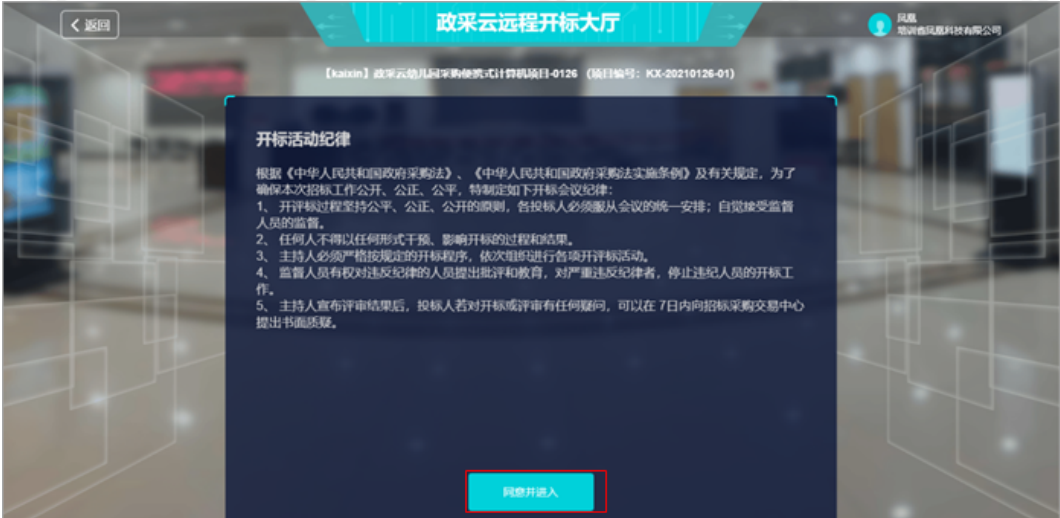 < 返回
政采云远程开标大厅
凤凰
培训省凤凰科技有限公司
【kaixin】政采云幼儿园采购便携式计算机项目-0126 （项目编号：KX-20210126-01）
开标活动纪律
根据《中华人民共和国政府采购法》、《中华人民共和国政府采购法实施条例》及有关规定，为了
确保本次招标工作公开、公正、公平，特制定如下开标会议纪律：
1、 开评标过程坚持公平、公正、公开的原则，各投标人必须服从会议的统一安排；自觉接受监督
人员的监督。
2、 任何人不得以任何形式干预、影响开标的过程和结果。
3、 主持人必须严格按规定的开标程序，依次组织进行各项开评标活动。
4、 监督人员有权对违反纪律的人员提出批评和教育，对严重违反纪律者，停止违纪人员的开标工
作。
5、 主持人宣布评审结果后，投标人若对开标或评审有任何疑问，可以在 7日内向招标采购交易中心
提出书面质疑。
同意并进入